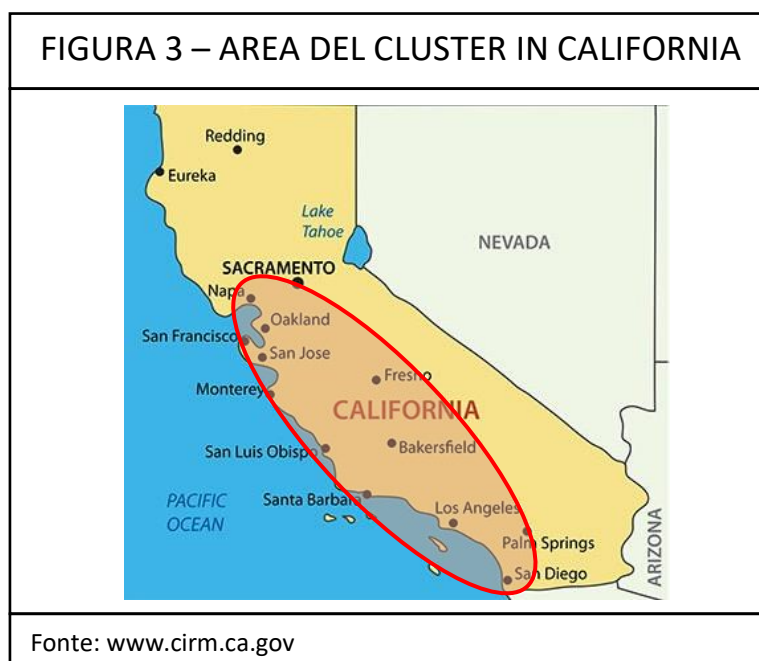 FIGURA 3 – AREA DEL CLUSTER IN CALIFORNIA
Redding
Eureka
Lake
Tahoe
NEVADA
SACRAMENTO
Napa
Oakland
San Francisco
San Jose
Fresno
Monterey
CALIFORNIA
Bakersfield
San Luis Obispo
Santa Barbara
PACIFIC
OCEAN
Los Angeles
Palm Springs
San Diego
ARIZONA
Fonte: www.cirm.ca.gov